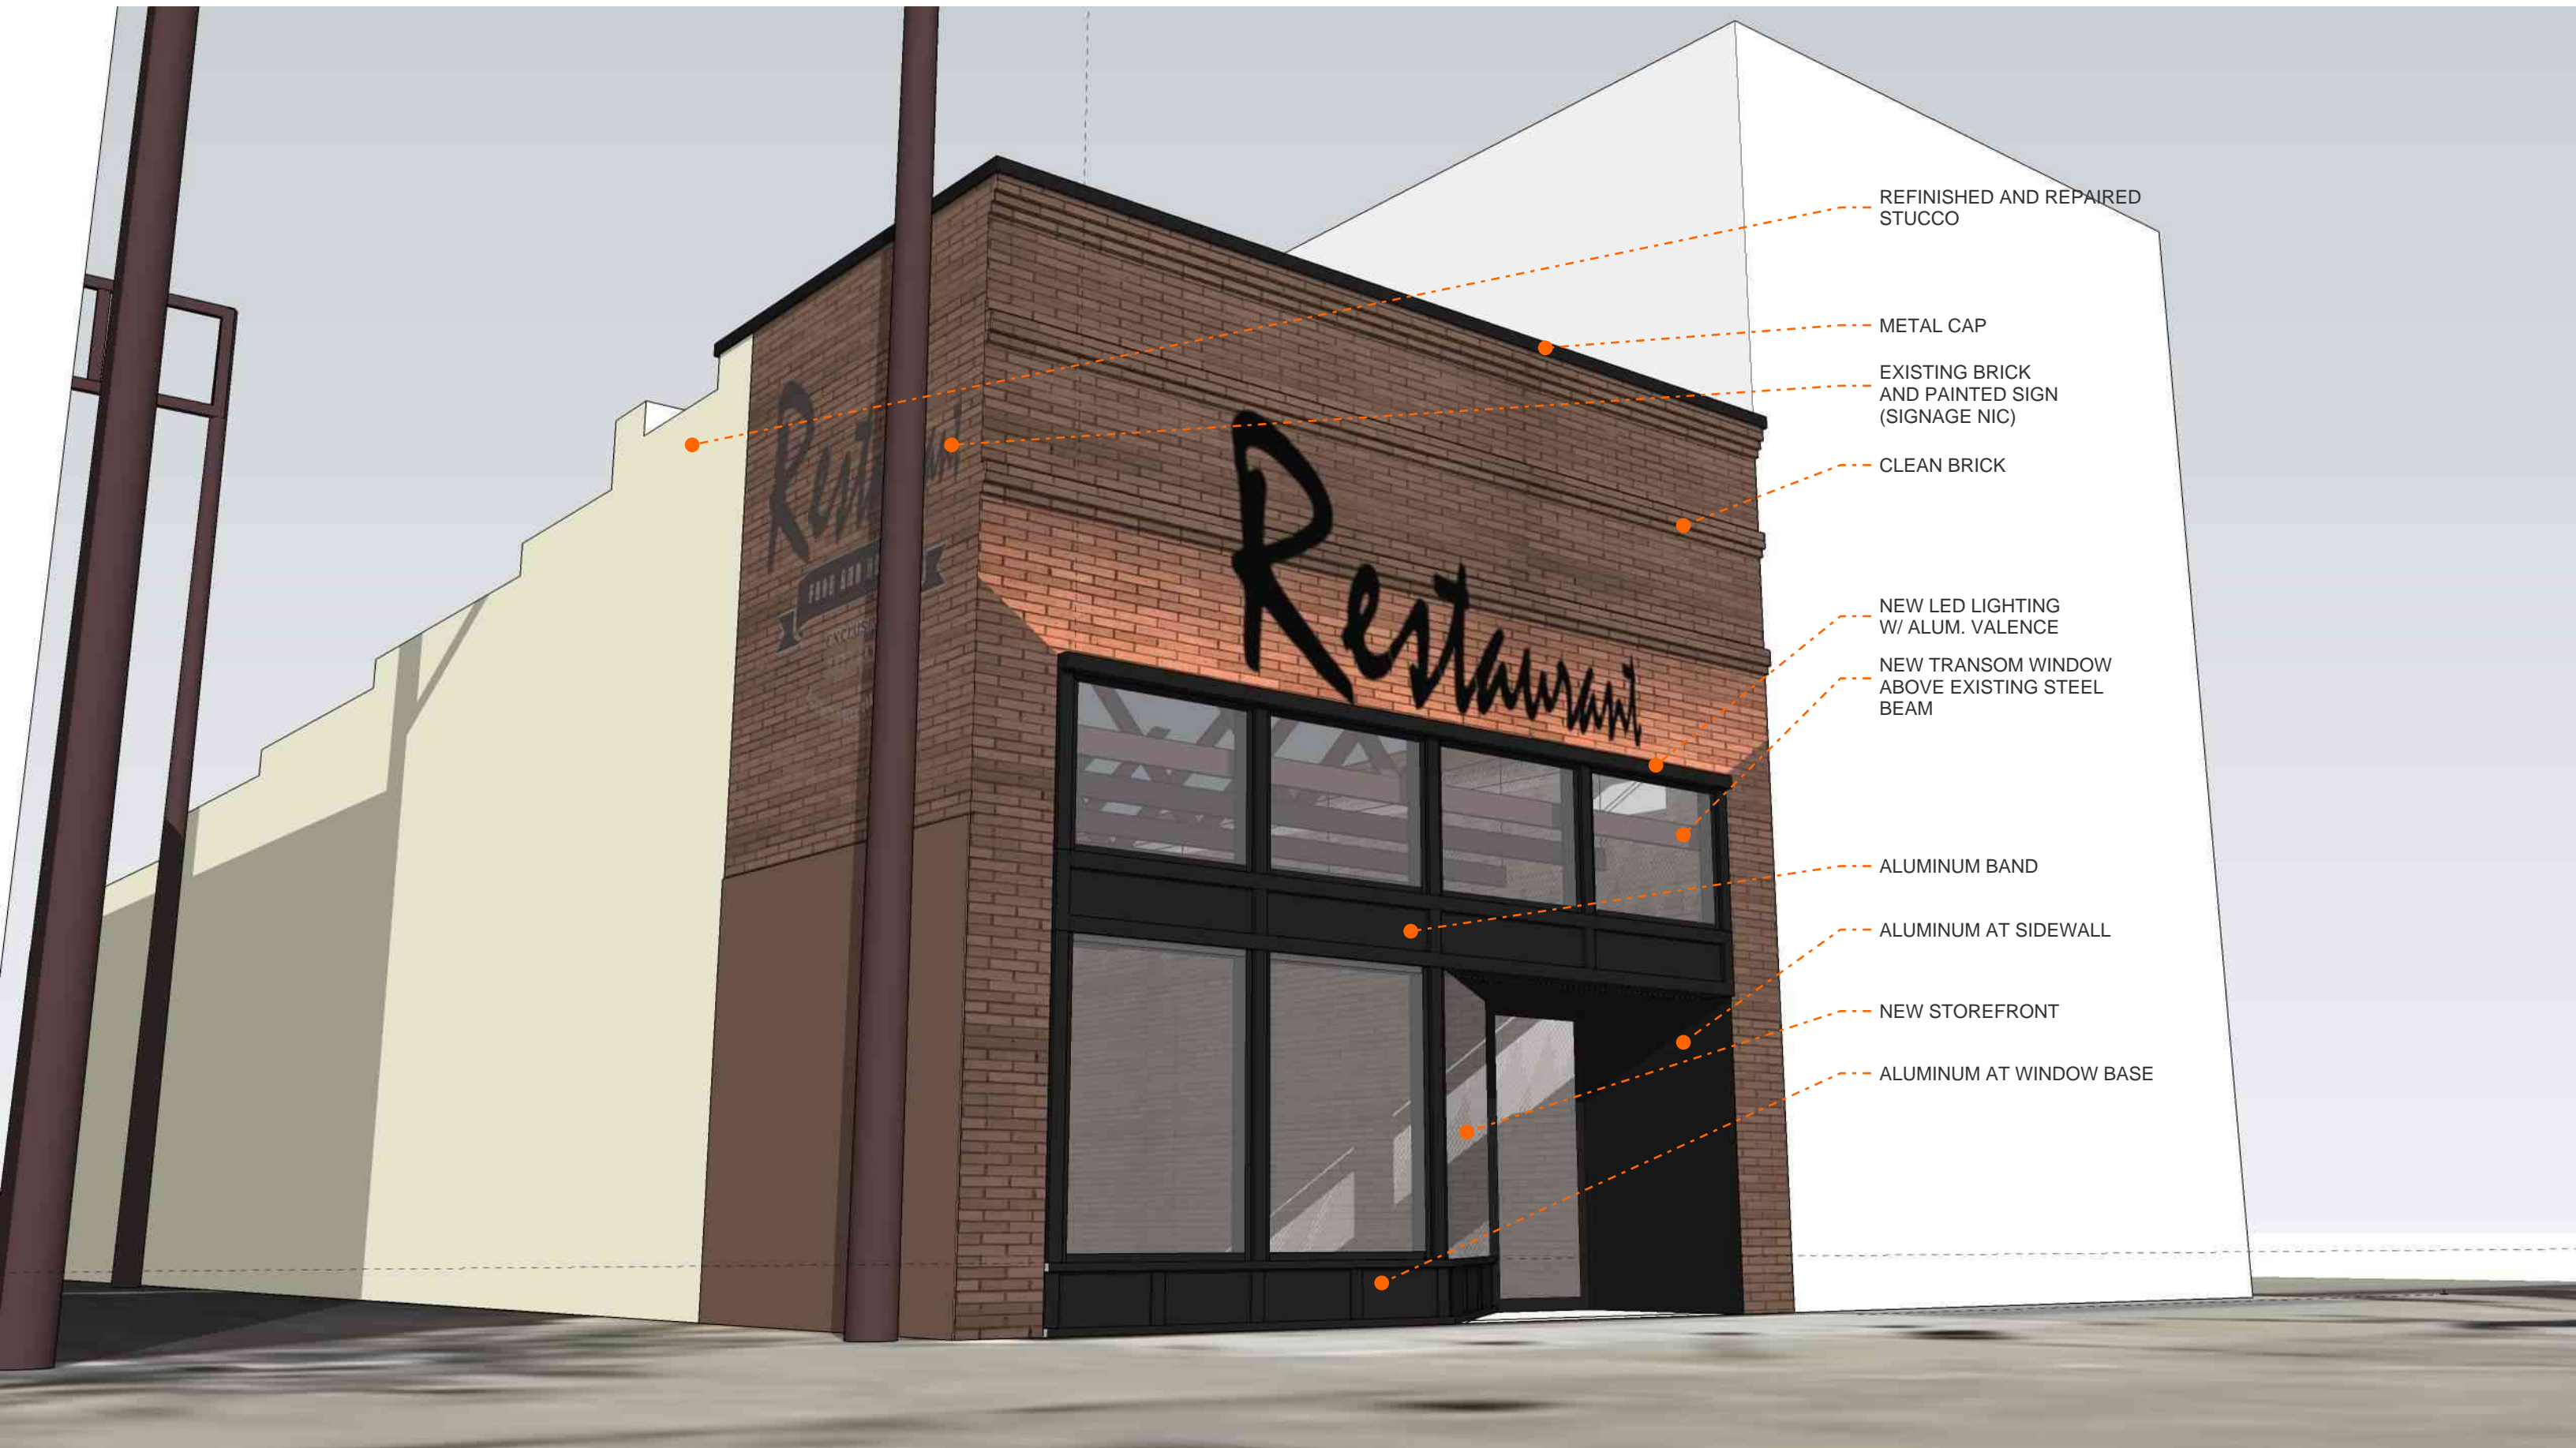 REFINISHED AND REPAIRED
STUCCO
METAL CAP
EXISTING BRICK
AND PAINTED SIGN
(SIGNAGE NIC)
CLEAN BRICK
NEW LED LIGHTING
W/ ALUM. VALENCE
NEW TRANSOM WINDOW
ABOVE EXISTING STEEL
BEAM
ALUMINUM BAND
ALUMINUM AT SIDEWALL
NEW STOREFRONT
ALUMINUM AT WINDOW BASE
Restaurant
FOOD AND